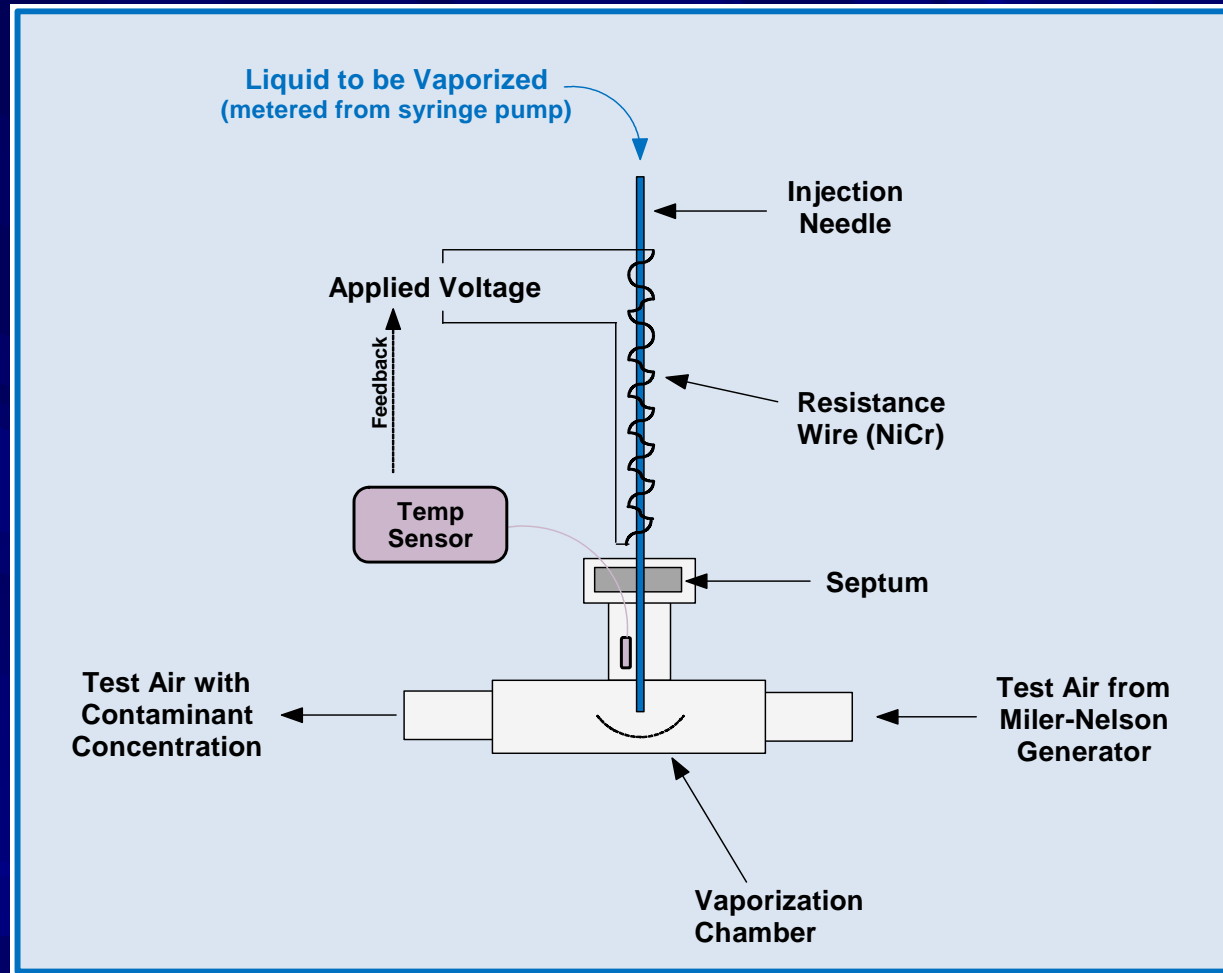 Liquid to be Vaporized
(metered from syringe pump)
Injection
Needle
Applied Voltage
Feedback
Resistance
Wire (NiCr)
Temp
Sensor
Septum
Test Air with
Contaminant
Concentration
Test Air from
Miler-Nelson
Generator
Vaporization
Chamber